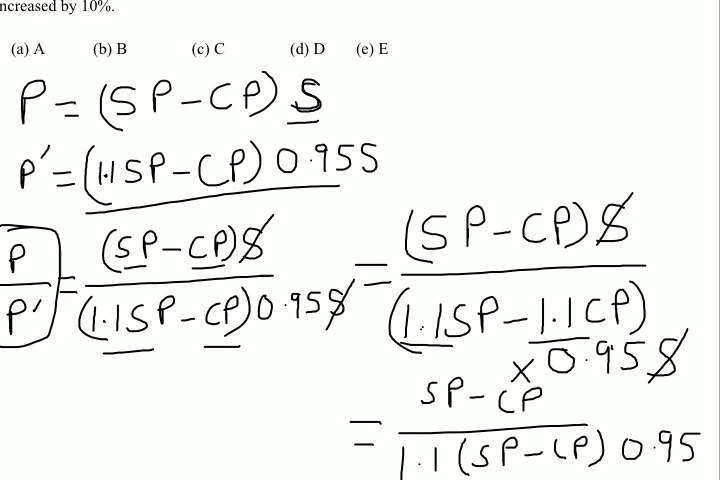 ncreased by 10%.
(a) A (b) B (c) C (d) D (e) E
P = (SP - CP) S
P' = (1.1SP - CP) 0.95S
P/P' = (SP - CP)S / (1.1SP - CP)0.95S = (SP - CP)S / (1.1SP - 1.1CP) x 0.95S
= SP - CP / 1.1(SP - CP) 0.95